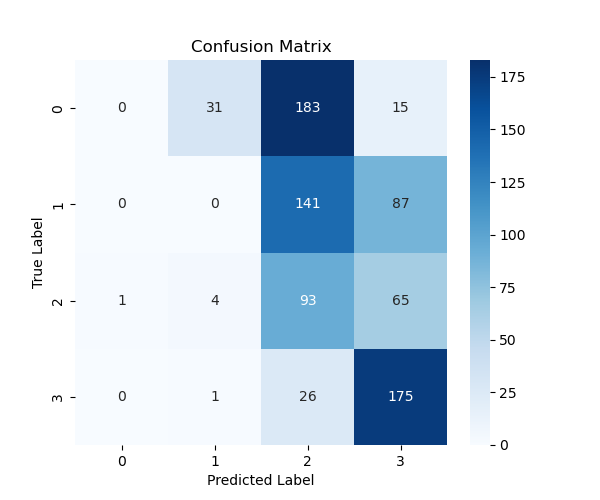 Confusion Matrix
True Label
0 0 31 183 15
1 0 0 141 87
2 1 4 93 65
3 0 1 26 175
0 1 2 3
Predicted Label
175
150
125
100
75
50
25
0